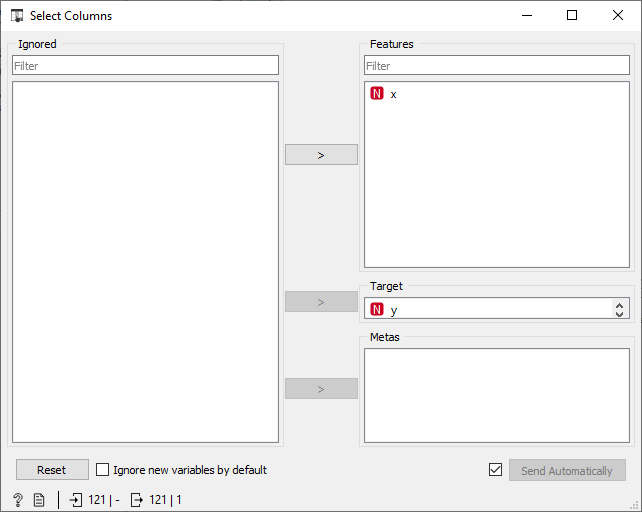 Select Columns
Ignored
Filter
Features
Filter
N x
>
>
Target
N y
Metas
>
Reset
Ignore new variables by default
Send Automatically
? 121 | - 121 | 1